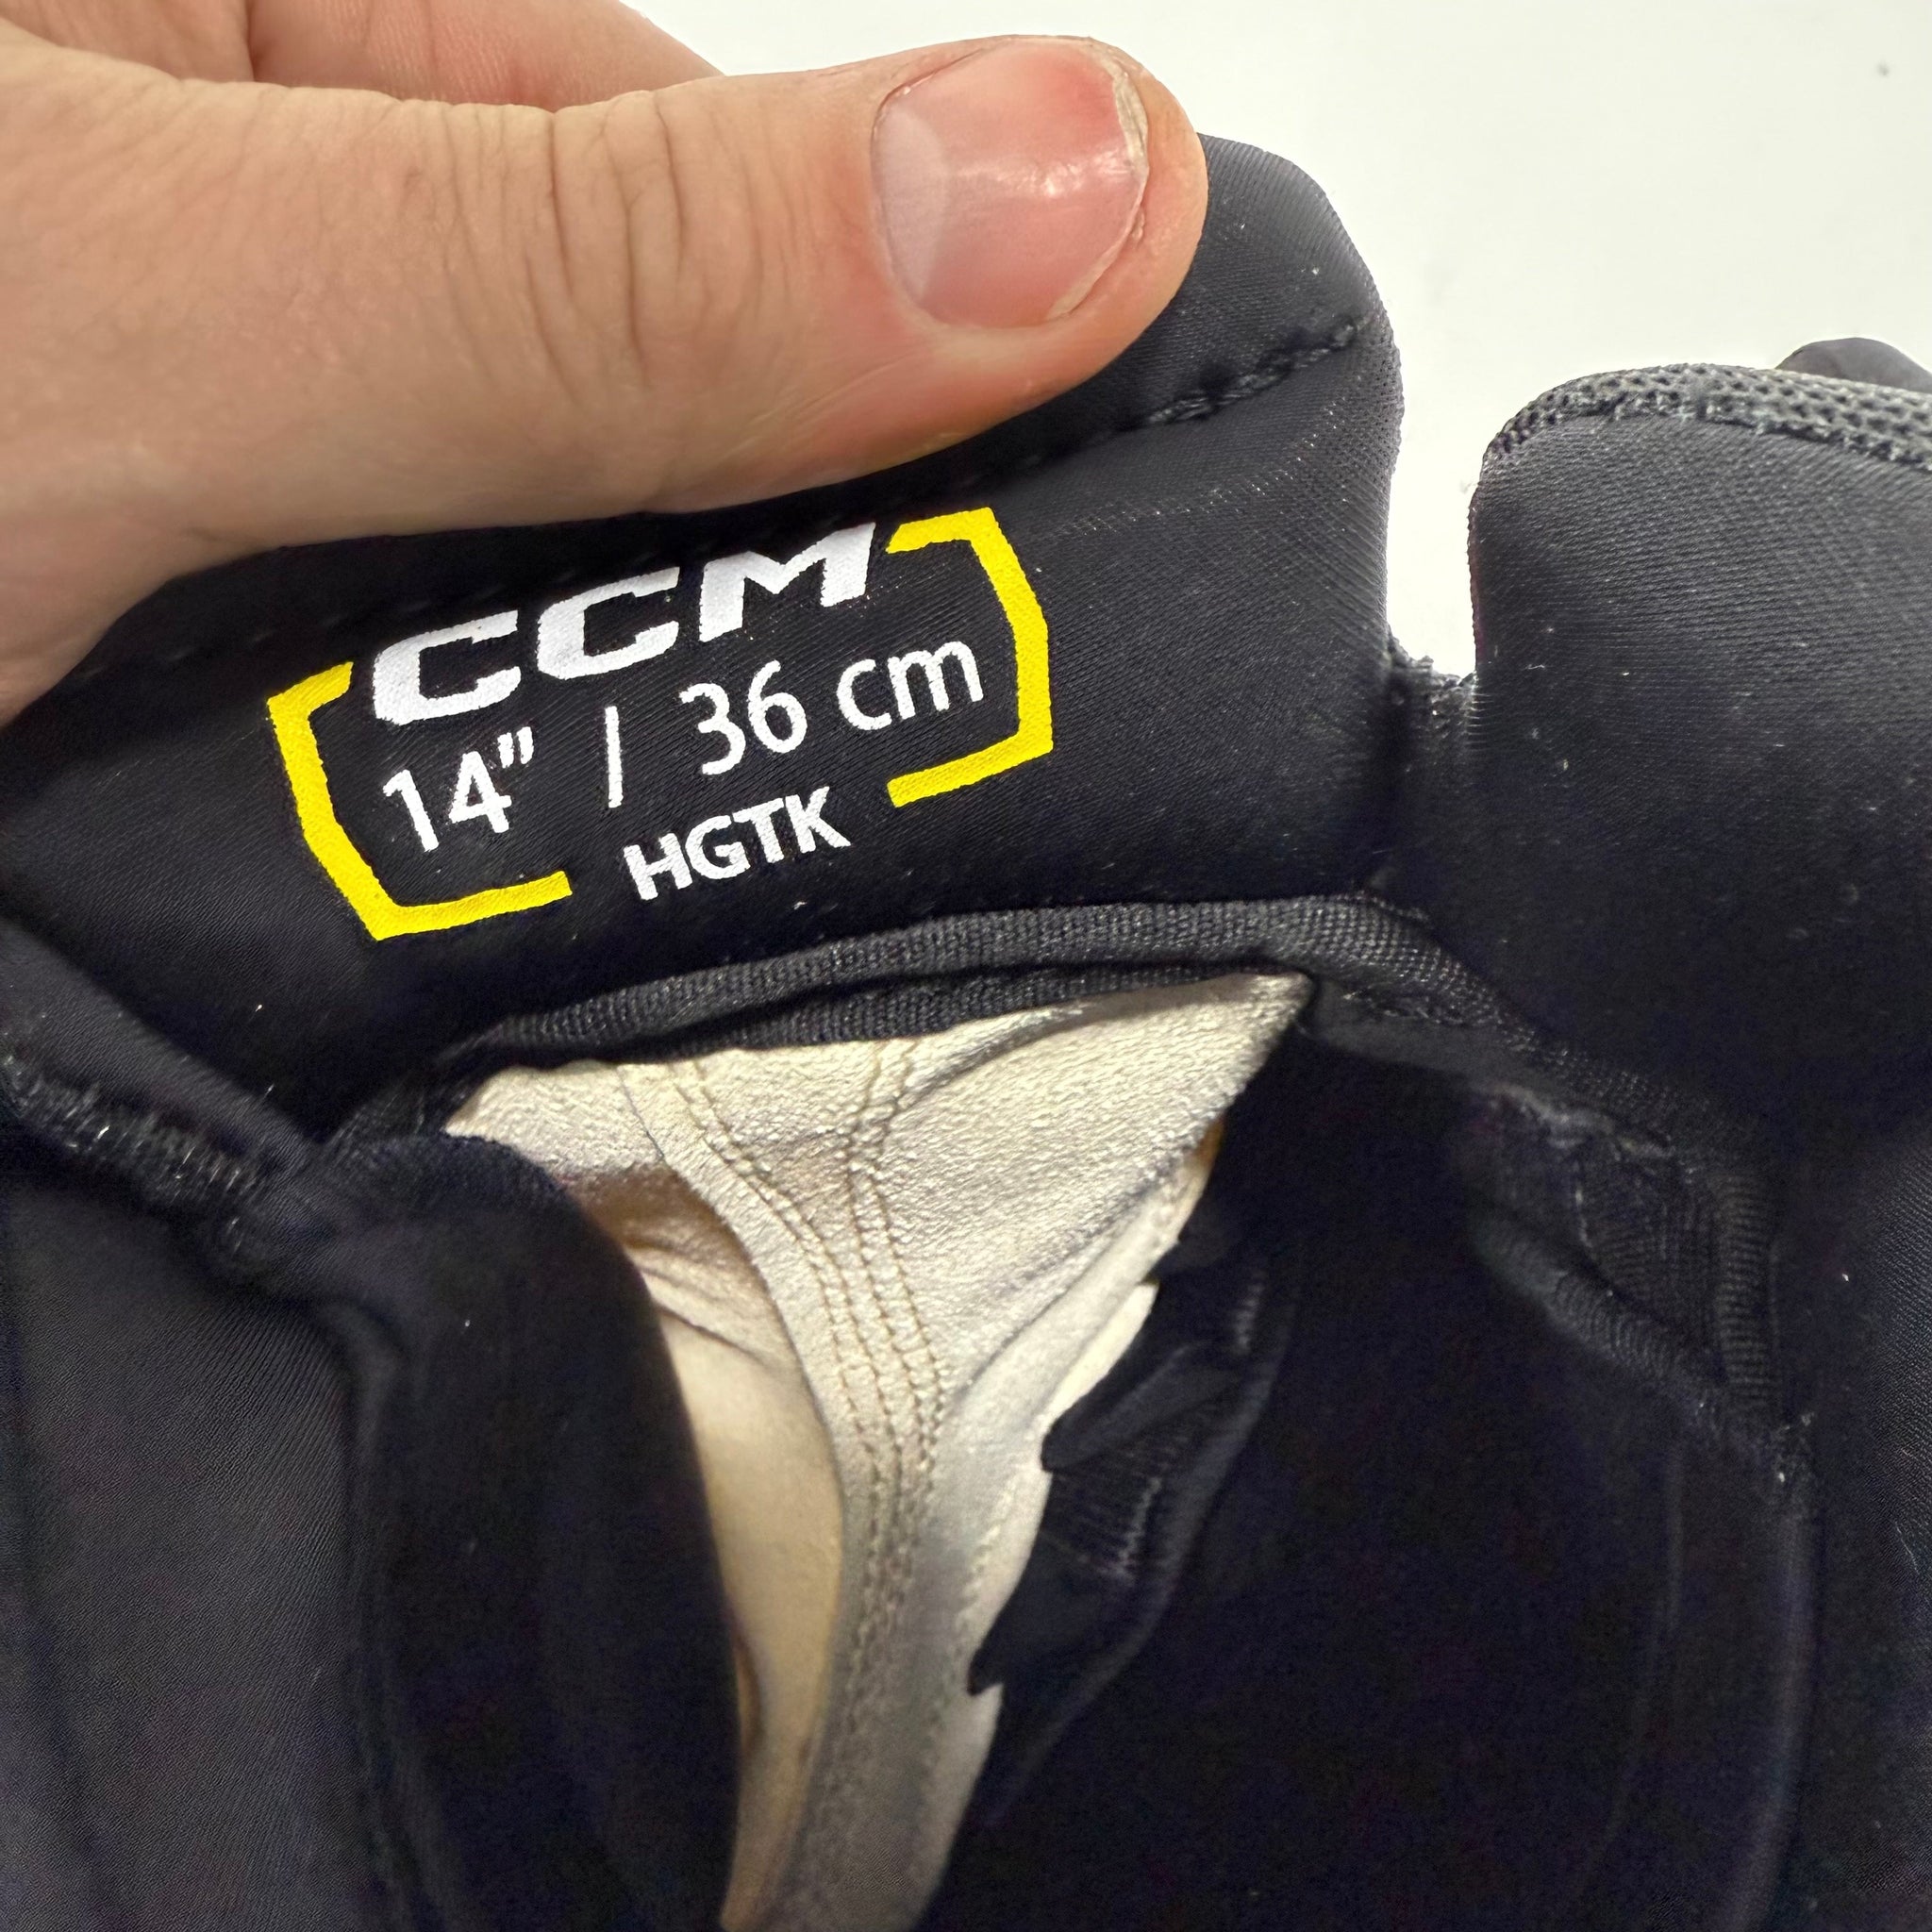 CCM
14" / 36 cm
HGTK